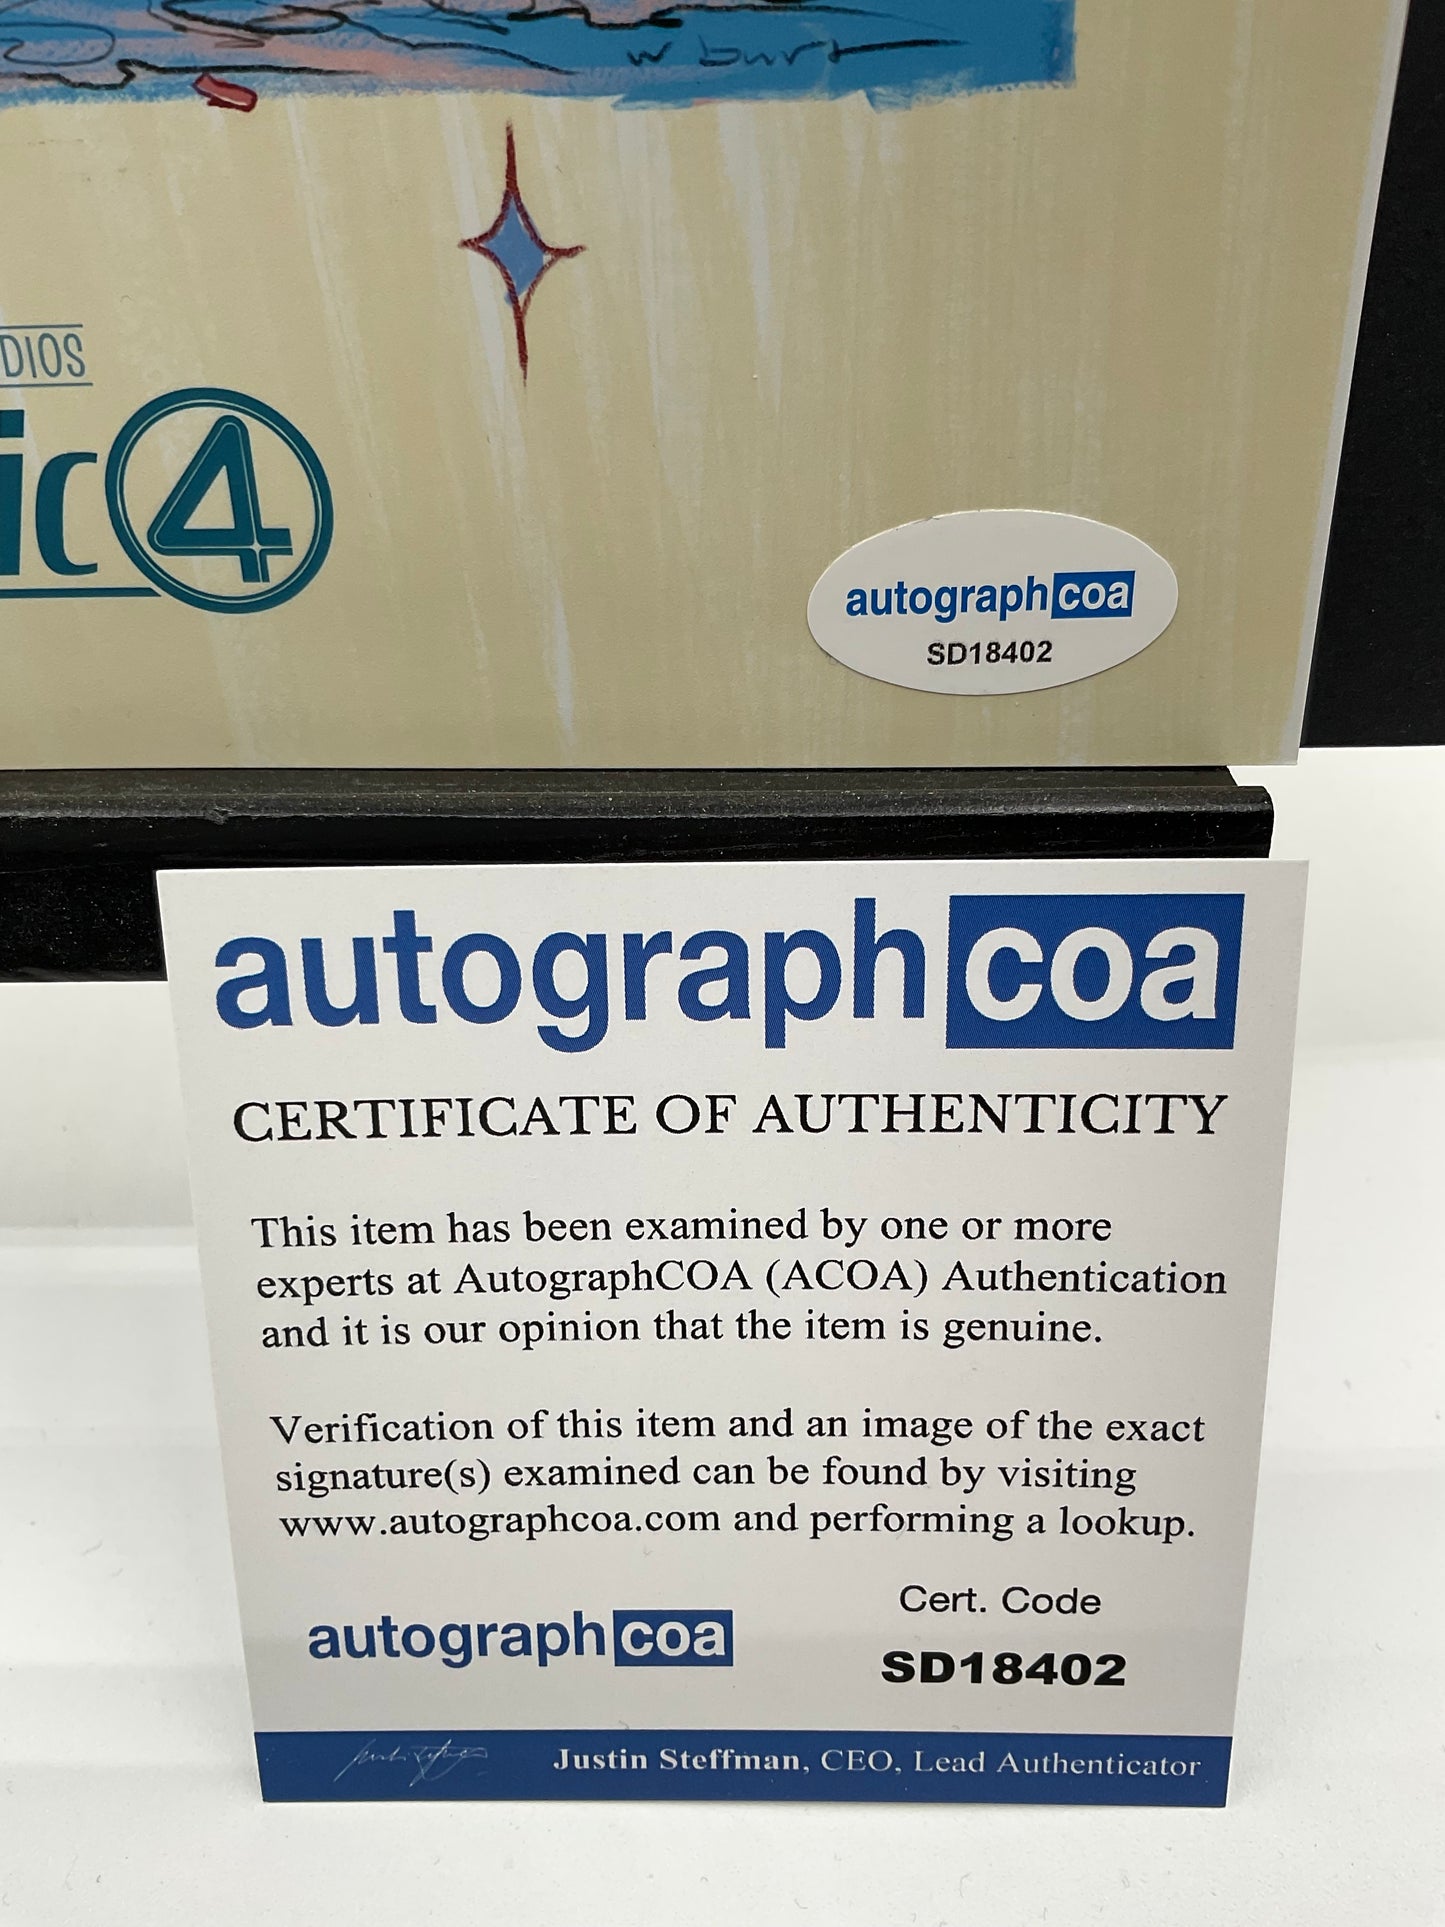 w burt
DIOS
ic 4
autographcoa
SD18402
autographcoa
CERTIFICATE OF AUTHENTICITY
This item has been examined by one or more
experts at AutographCOA (ACOA) Authentication
and it is our opinion that the item is genuine.
Verification of this item and an image of the exact
signature(s) examined can be found by visiting
www.autographcoa.com and performing a lookup.
Cert. Code
autographcoa
SD18402
Justin Steffman, CEO, Lead Authenticator